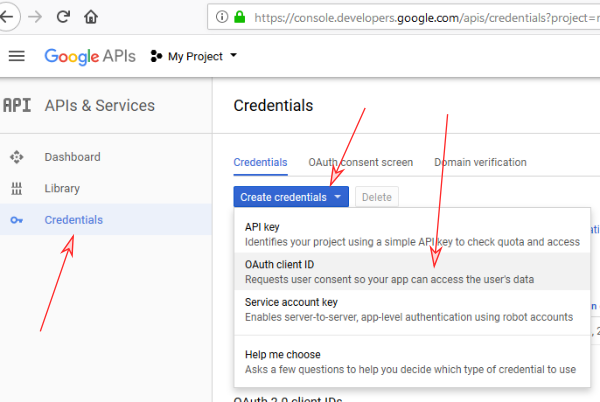 https://console.developers.google.com/apis/credentials?project=
Google APIs My Project
API APIs & Services
Credentials
Dashboard
Library
Credentials
Credentials OAuth consent screen Domain verification
Create credentials Delete
API key
Identifies your project using a simple API key to check quota and access
OAuth client ID
Requests user consent so your app can access the user's data
Service account key
Enables server-to-server, app-level authentication using robot accounts
Help me choose
Asks a few questions to help you decide which type of credential to use
OAuth 2.0 client IDs